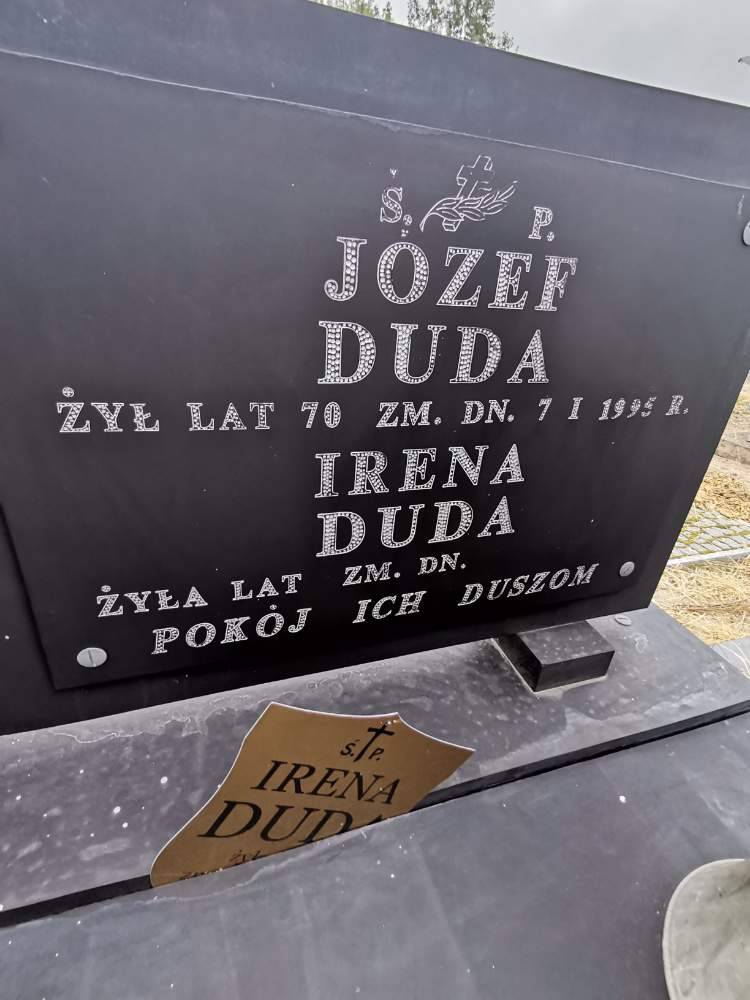 Ś. P.
JÓZEF
DUDA
ŻYŁ LAT 70 ZM. DN. 7 I 1995 R.
IRENA
DUDA
ŻYŁA LAT ZM. DN.
POKÓJ ICH DUSZOM
Ś. P.
IRENA
DUDA